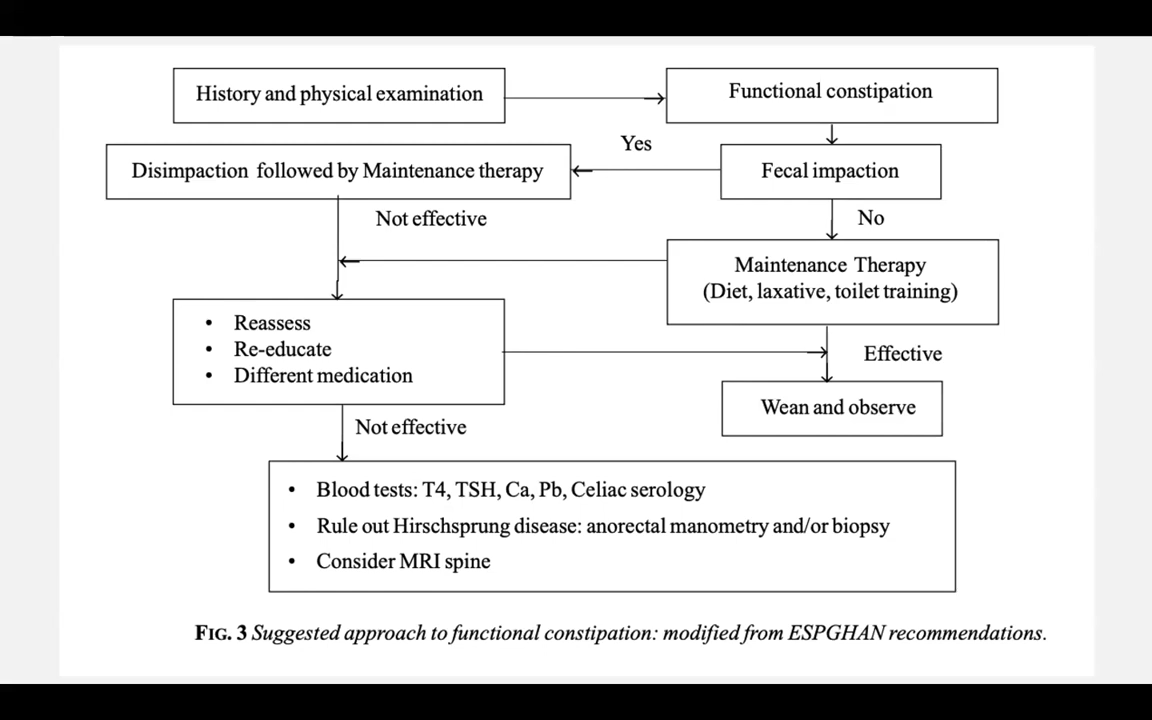 History and physical examination
Functional constipation
Yes
Disimpaction followed by Maintenance therapy
Fecal impaction
Not effective
No
Maintenance Therapy
(Diet, laxative, toilet training)
• Reassess
• Re-educate
• Different medication
Effective
Wean and observe
Not effective
• Blood tests: T4, TSH, Ca, Pb, Celiac serology
• Rule out Hirschsprung disease: anorectal manometry and/or biopsy
• Consider MRI spine
FIG. 3 Suggested approach to functional constipation: modified from ESPGHAN recommendations.